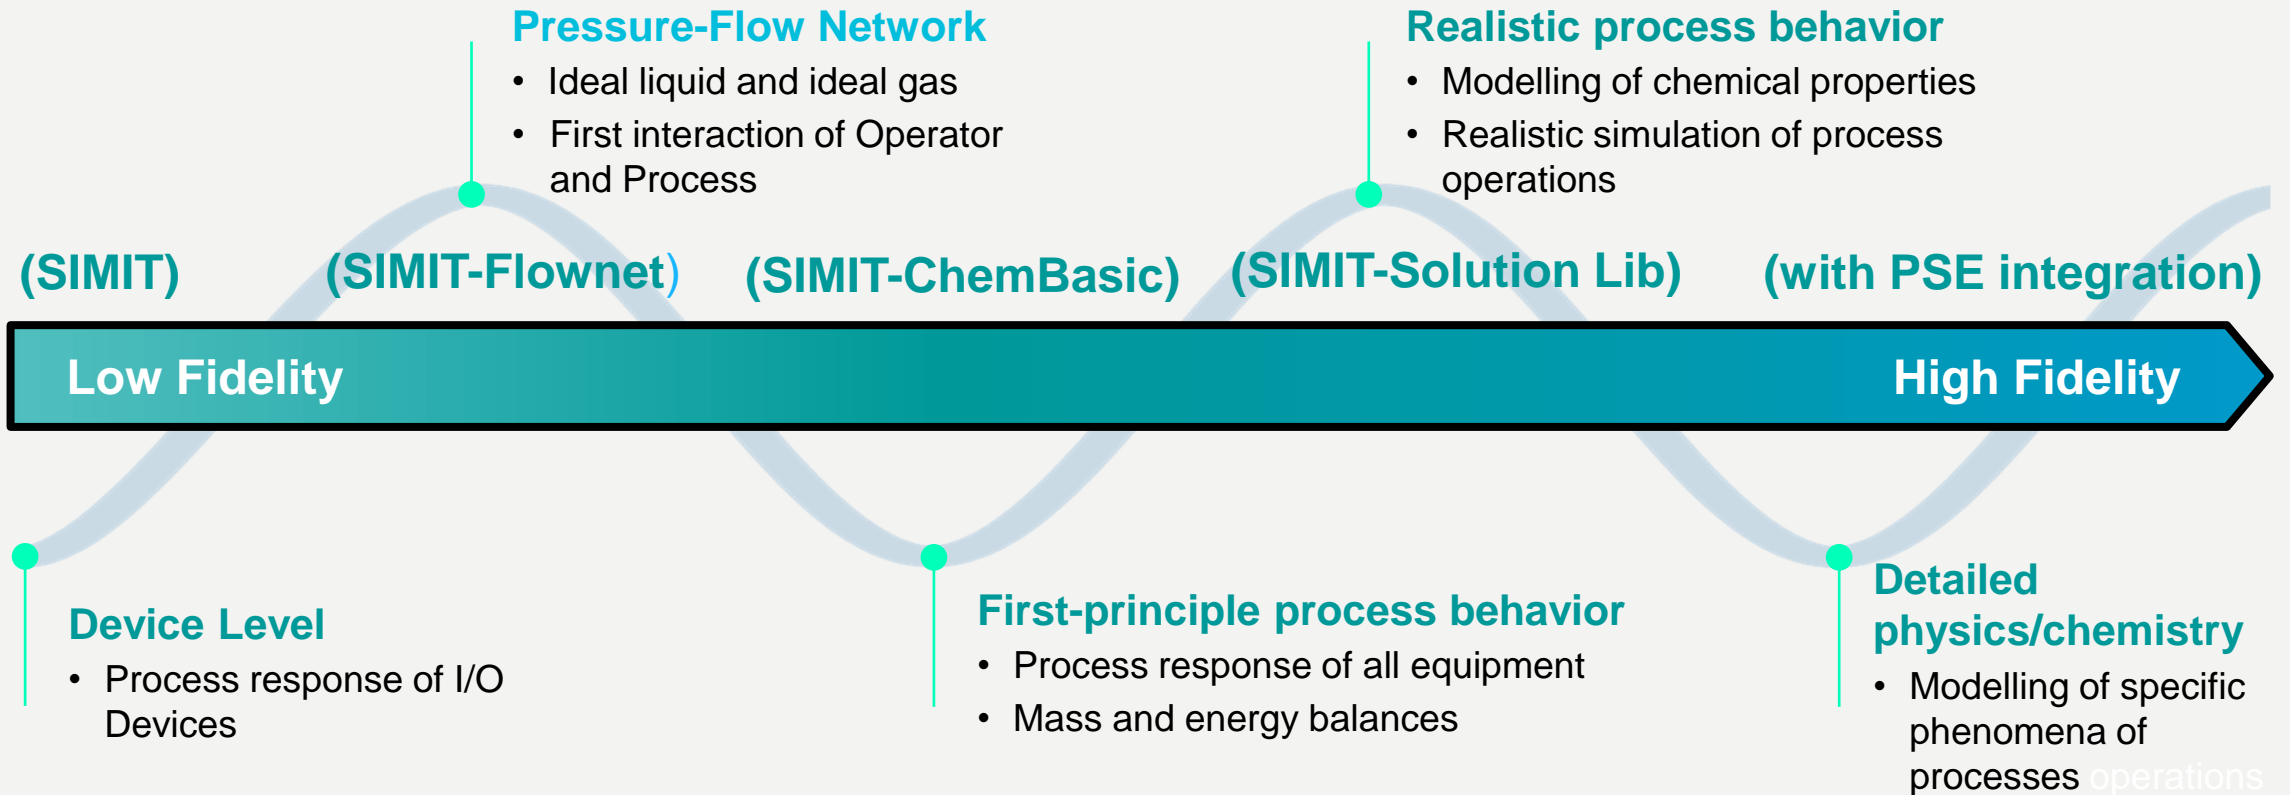 Pressure-Flow Network
• Ideal liquid and ideal gas
• First interaction of Operator
and Process
Realistic process behavior
• Modelling of chemical properties
• Realistic simulation of process
operations
(SIMIT)
(SIMIT-Flownet)
(SIMIT-ChemBasic)
(SIMIT-Solution Lib)
(with PSE integration)
Low Fidelity
High Fidelity
Device Level
• Process response of I/O
Devices
First-principle process behavior
• Process response of all equipment
• Mass and energy balances
Detailed
physics/chemistry
• Modelling of specific
phenomena of
processes operations